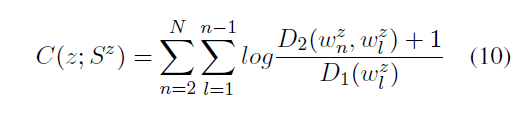 C(z; S^z) = \sum_{n=2}^{N} \sum_{l=1}^{n-1} log \frac{D_2(w_n^z, w_l^z) + 1}{D_1(w_l^z)} (10)